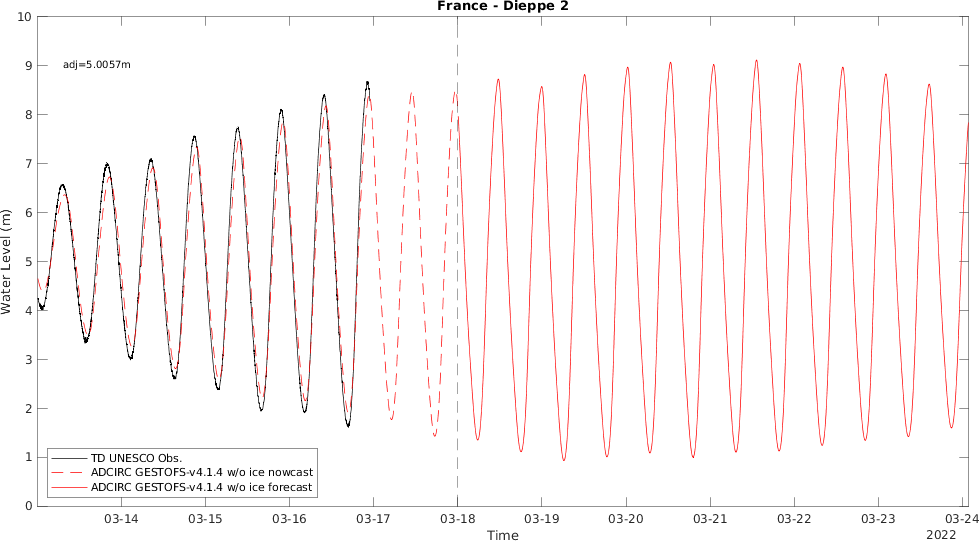 France - Dieppe 2
10
9
adj=5.0057m
8
7
6
Water Level (m)
5
4
3
2
1
0
TD UNESCO Obs.
ADCIRC GESTOFS-v4.1.4 w/o ice nowcast
ADCIRC GESTOFS-v4.1.4 w/o ice forecast
03-14 03-15 03-16 03-17 03-18 03-19 03-20 03-21 03-22 03-23 03-24
Time
2022